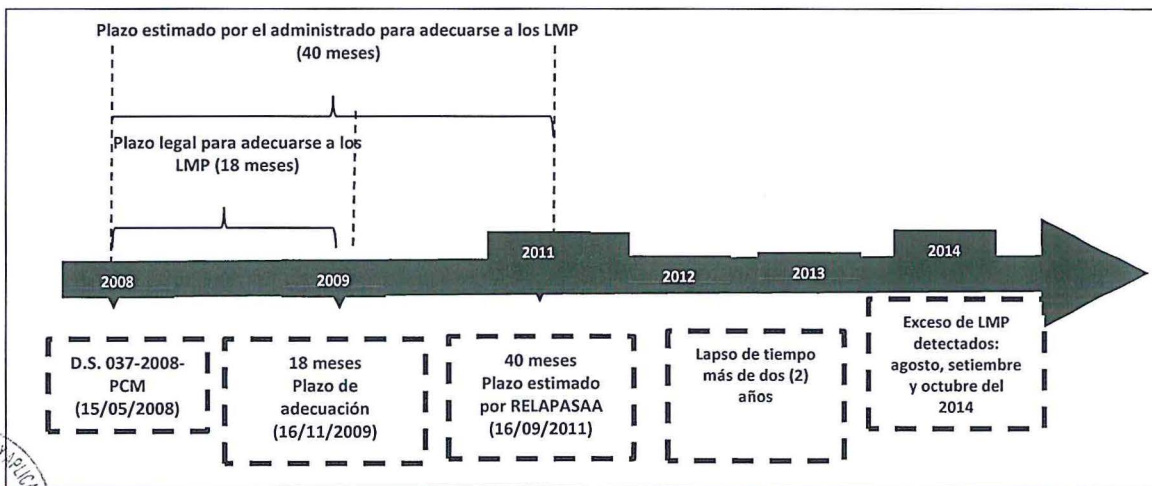 Plazo estimado por el administrado para adecuarse a los LMP
(40 meses)
Plazo legal para adecuarse a los
LMP (18 meses)
2008
2009
2011
2012
2013
2014
D.S. 037-2008-
PCM
(15/05/2008)
18 meses
Plazo de
adecuación
(16/11/2009)
40 meses
Plazo estimado
por RELAPASAA
(16/09/2011)
Lapso de tiempo
más de dos (2)
años
Exceso de LMP
detectados:
agosto, setiembre
y octubre del
2014